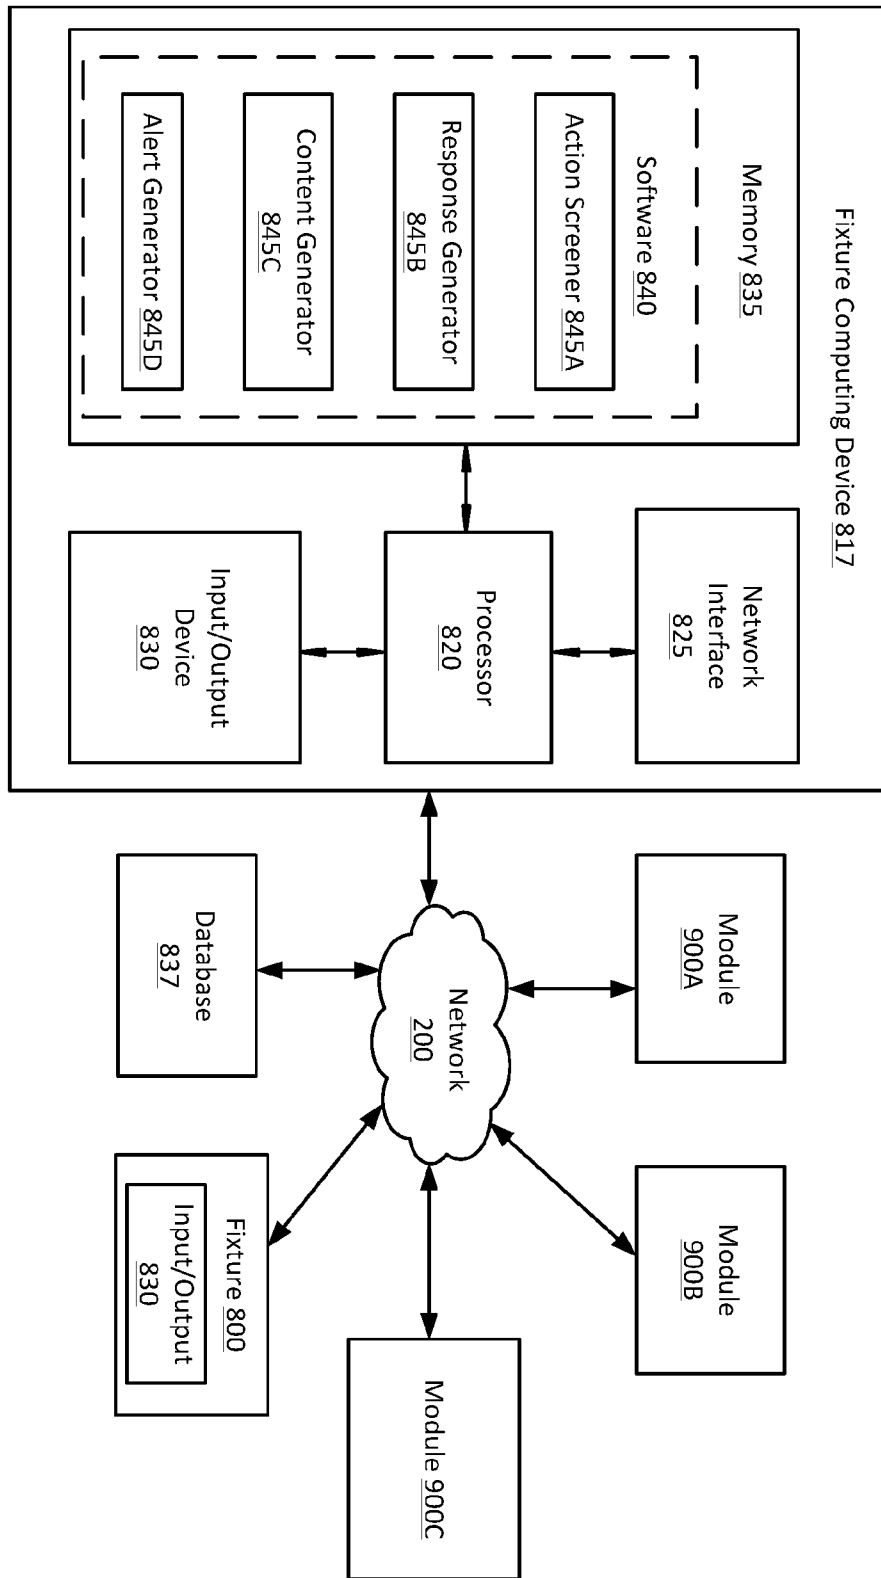 Fixture Computing Device 817
Memory 835
Software 840
Action Screener 845A
Response Generator
845B
Content Generator
845C
Alert Generator 845D
Network
Interface
825
Processor
820
Input/Output
Device
830
Module
900A
Module
900B
Network
200
Module 900C
Database
837
Fixture 800
Input/Output
830